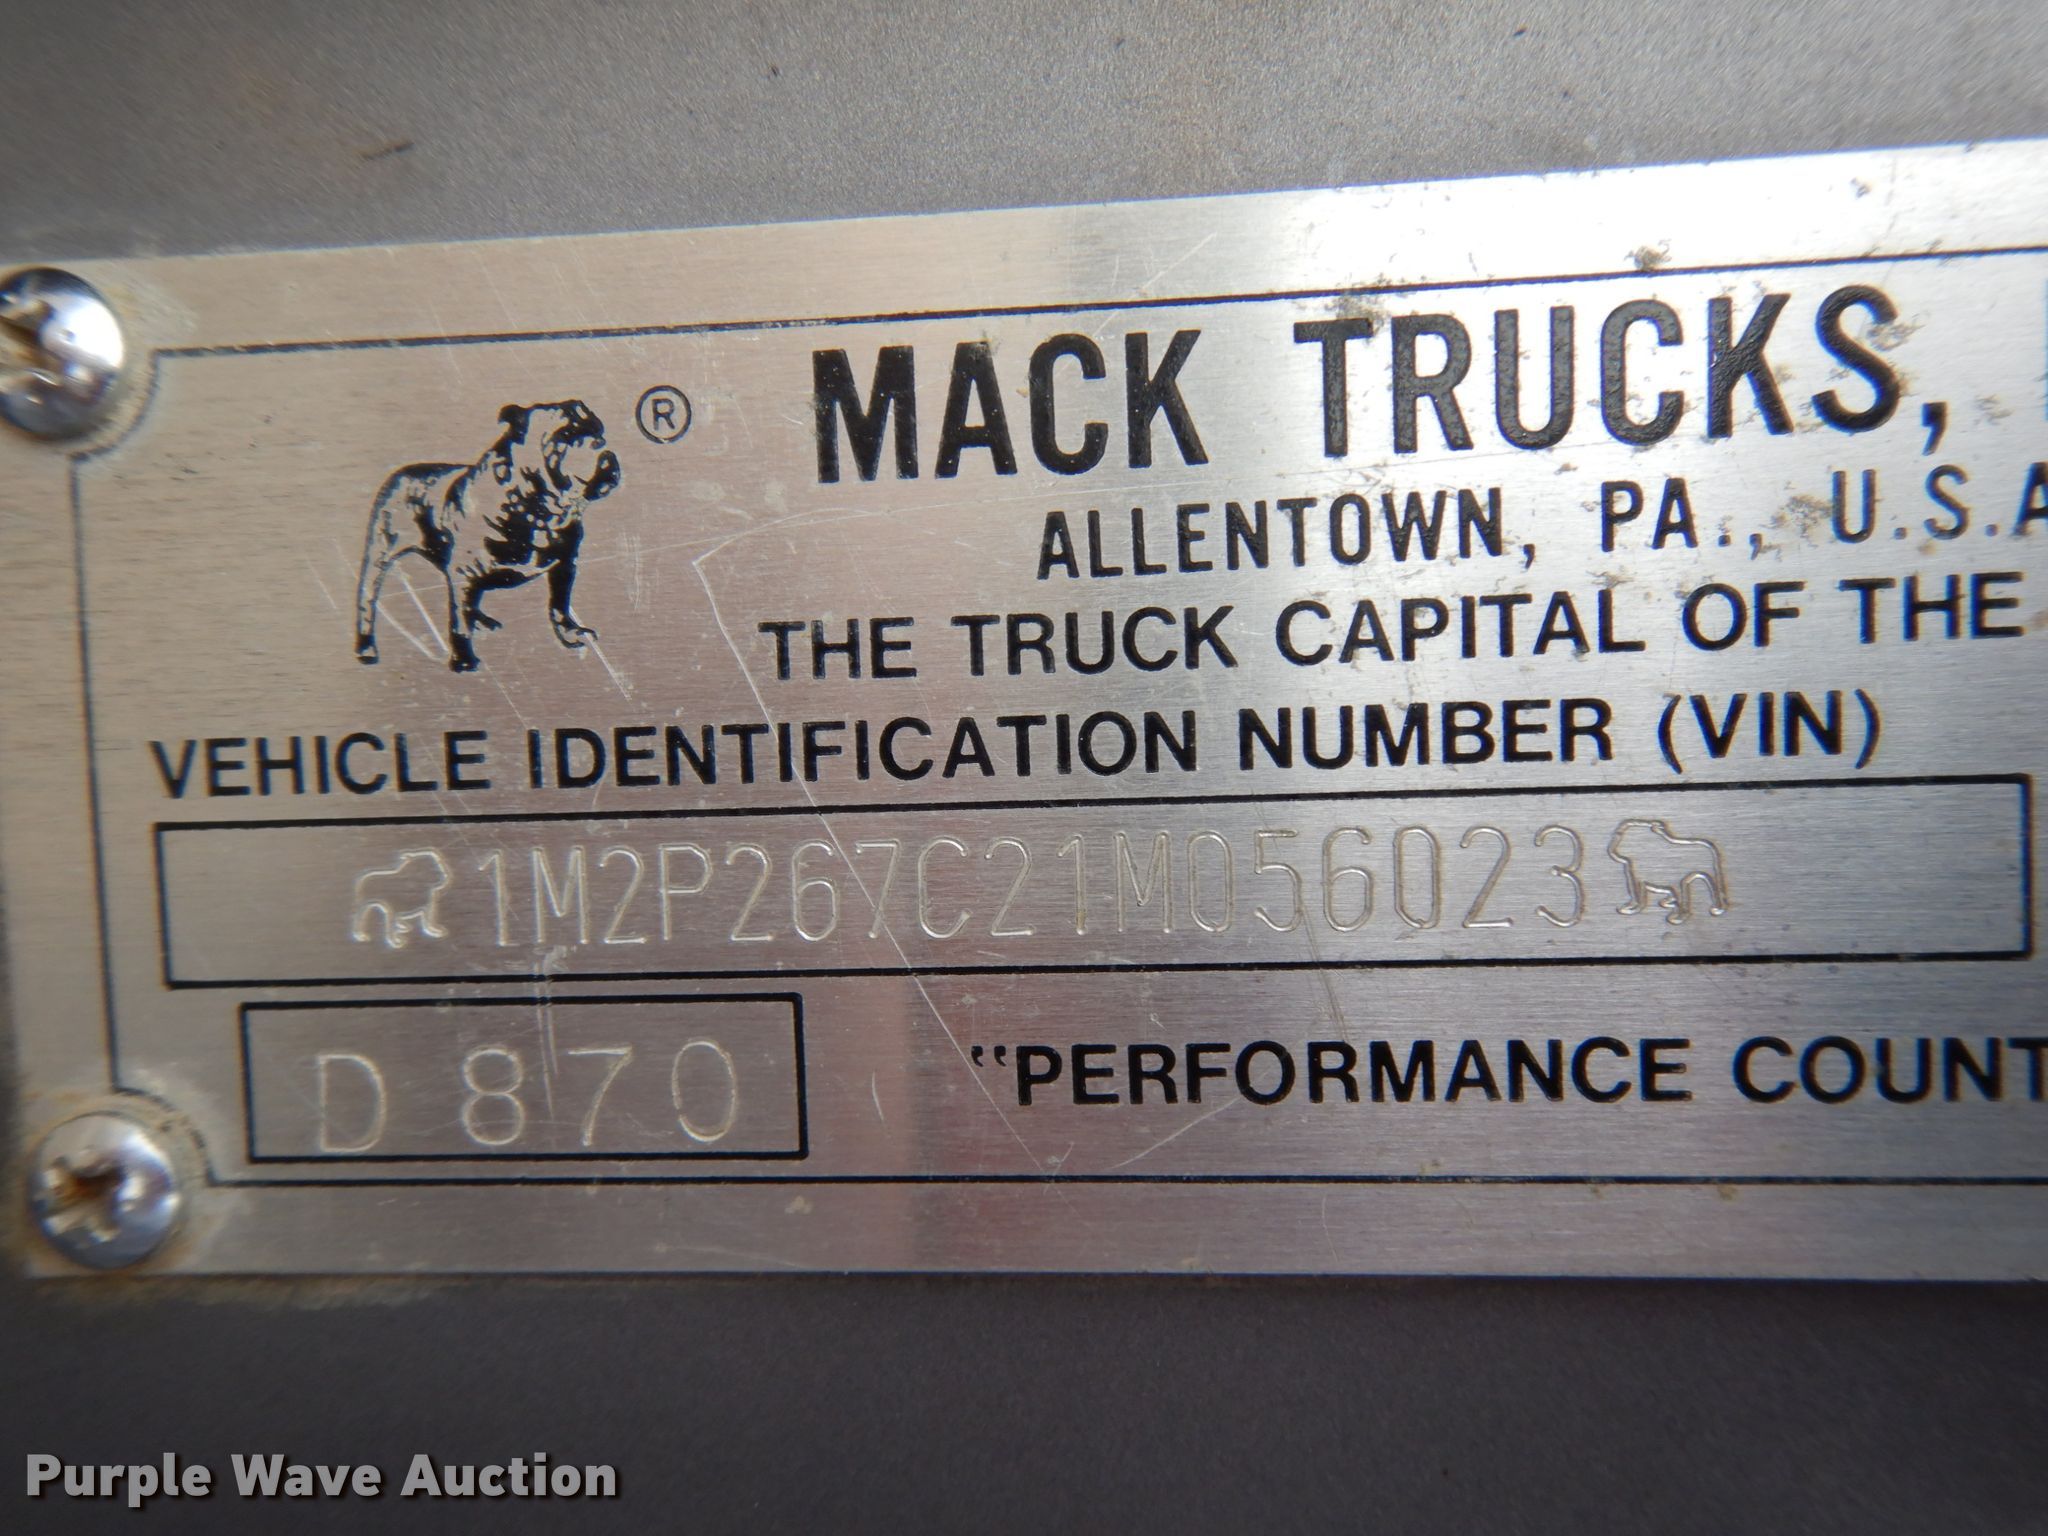 ®
MACK TRUCKS,
ALLENTOWN, PA., U.S.A
THE TRUCK CAPITAL OF THE
VEHICLE IDENTIFICATION NUMBER (VIN)
1M2P267C21M056023
D 870
"PERFORMANCE COUNT
Purple Wave Auction